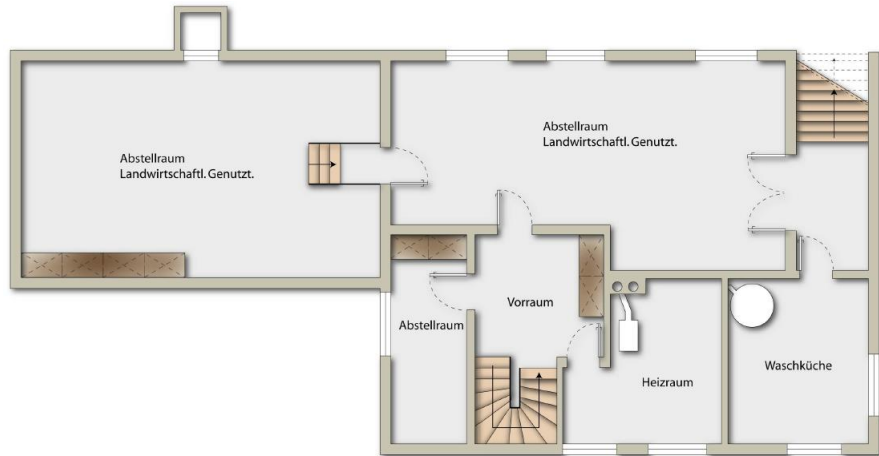 Abstellraum
Landwirtschaftl. Genutzt.
Abstellraum
Landwirtschaftl. Genutzt.
Abstellraum
Vorraum
Heizraum
Waschküche